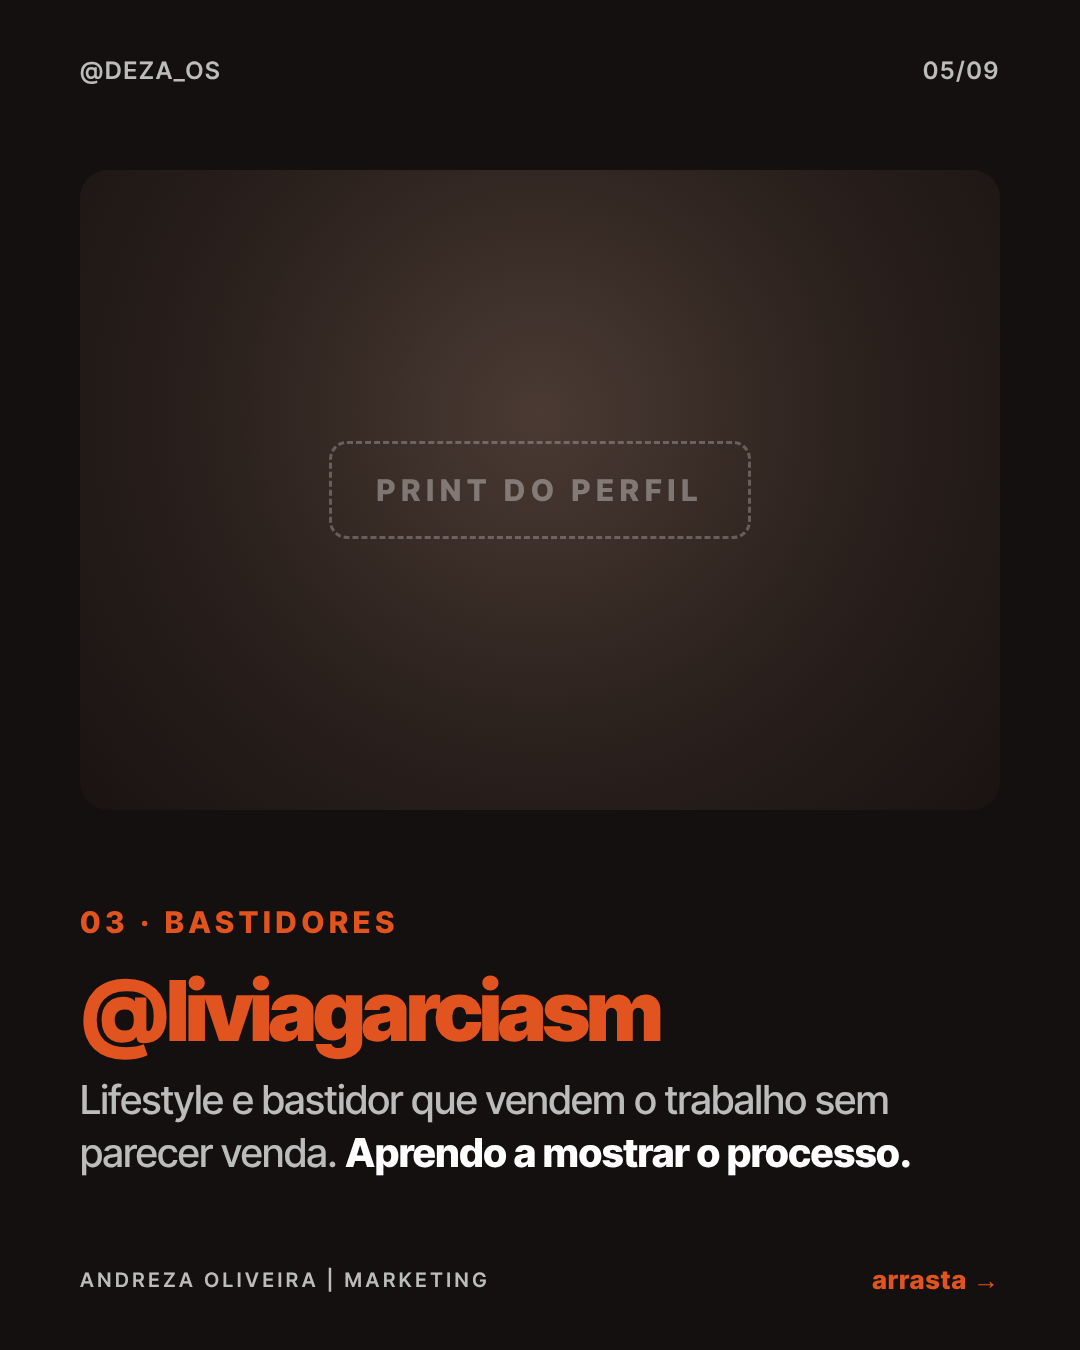 @DEZA_OS
05/09
PRINT DO PERFIL
03 · BASTIDORES
@liviagarciasm
Lifestyle e bastidor que vendem o trabalho sem
parecer venda. Aprendo a mostrar o processo.
ANDREZA OLIVEIRA | MARKETING
arrasta →